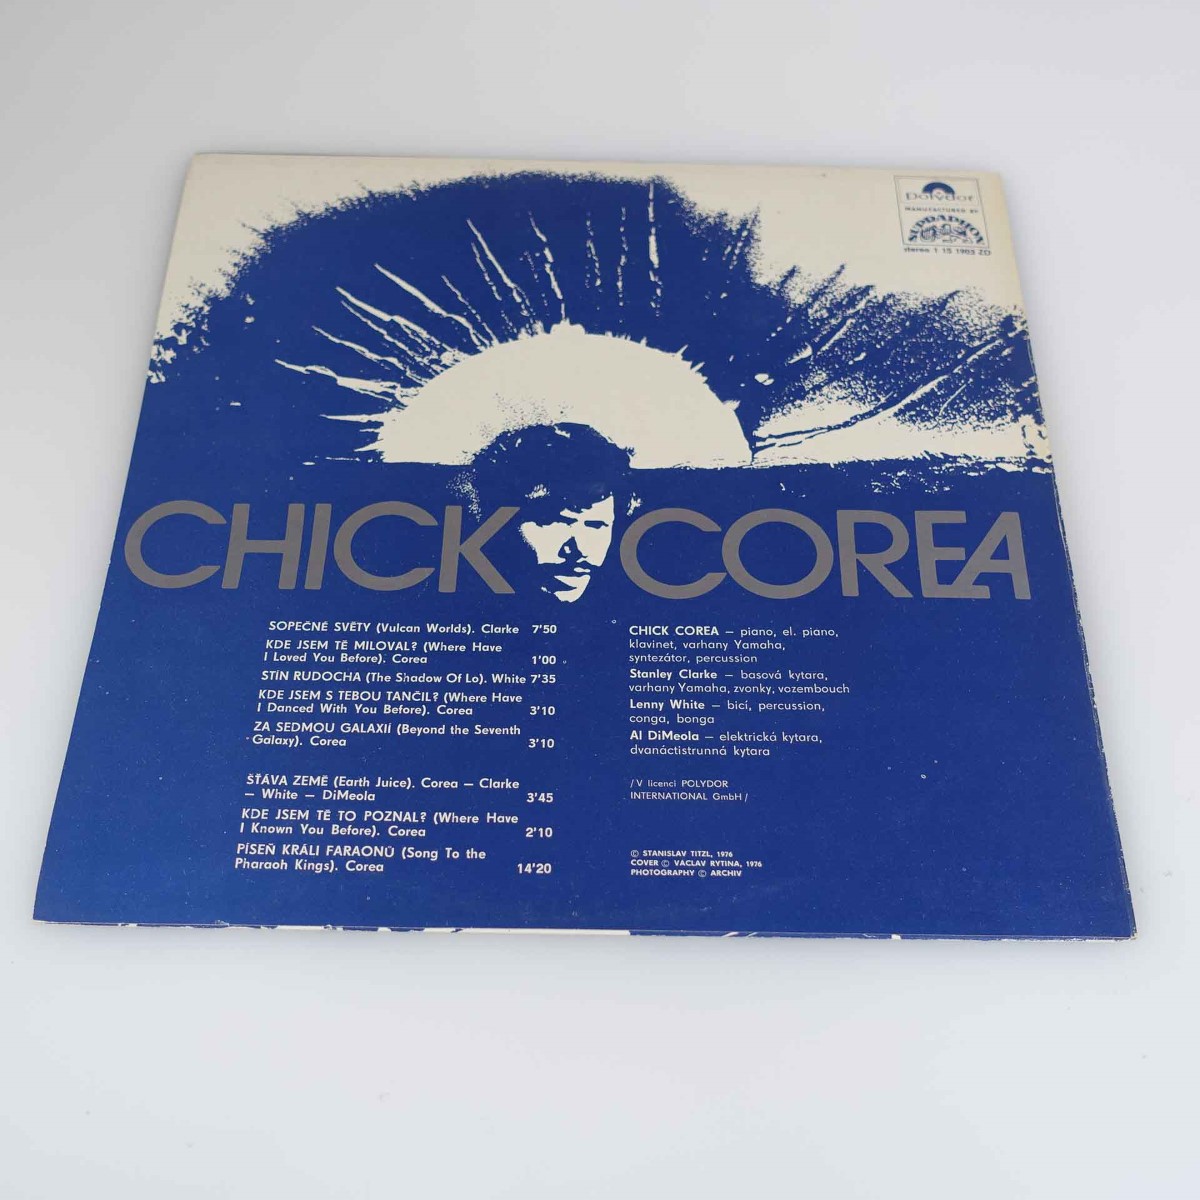 Polydor
MANUFACTURED BY
SUPRAPHON
stereo 1 15 1903 ZD
CHICK COREA
SOPEČNÉ SVĚTY (Vulcan Worlds). Clarke 7'50
KDE JSEM TĚ MILOVAL? (Where Have
I Loved You Before). Corea 1'00
STÍN RUDOCHA (The Shadow Of Lo). White 7'35
KDE JSEM S TEBOU TANČIL? (Where Have
I Danced With You Before). Corea 3'10
ZA SEDMOU GALAXII (Beyond the Seventh
Galaxy). Corea 3'10
ŠŤÁVA ZEMĚ (Earth Juice). Corea – Clarke
– White – DiMeola 3'45
KDE JSEM TĚ TO POZNAL? (Where Have
I Known You Before). Corea 2'10
PÍSEŇ KRÁLI FARAONŮ (Song To the
Pharaoh Kings). Corea 14'20
CHICK COREA – piano, el. piano,
klavinet, varhany Yamaha,
syntezátor, percussion
Stanley Clarke – basová kytara,
varhany Yamaha, zvonky, vozembouch
Lenny White – bicí, percussion,
conga, bonga
Al DiMeola – elektrická kytara,
dvanáctistrunná kytara
/V licenci POLYDOR
INTERNATIONAL GmbH/
© STANISLAV TITZL, 1976
COVER © VÁCLAV RYTINA, 1976
PHOTOGRAPHY © ARCHIV